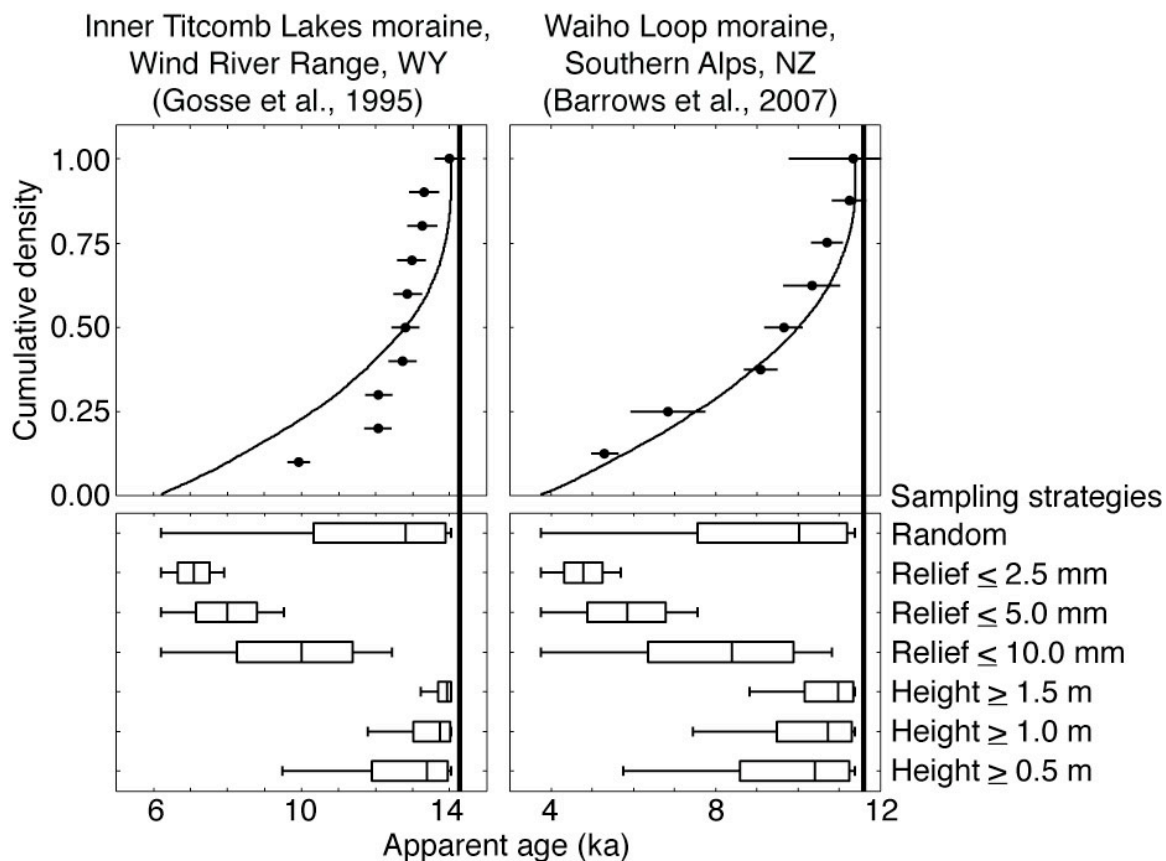 Inner Titcomb Lakes moraine,
Wind River Range, WY
(Gosse et al., 1995)
Waiho Loop moraine,
Southern Alps, NZ
(Barrows et al., 2007)
Cumulative density
1.00
0.75
0.50
0.25
0.00
Sampling strategies
Random
Relief ≤ 2.5 mm
Relief ≤ 5.0 mm
Relief ≤ 10.0 mm
Height ≥ 1.5 m
Height ≥ 1.0 m
Height ≥ 0.5 m
6 10 14 4 8 12
Apparent age (ka)